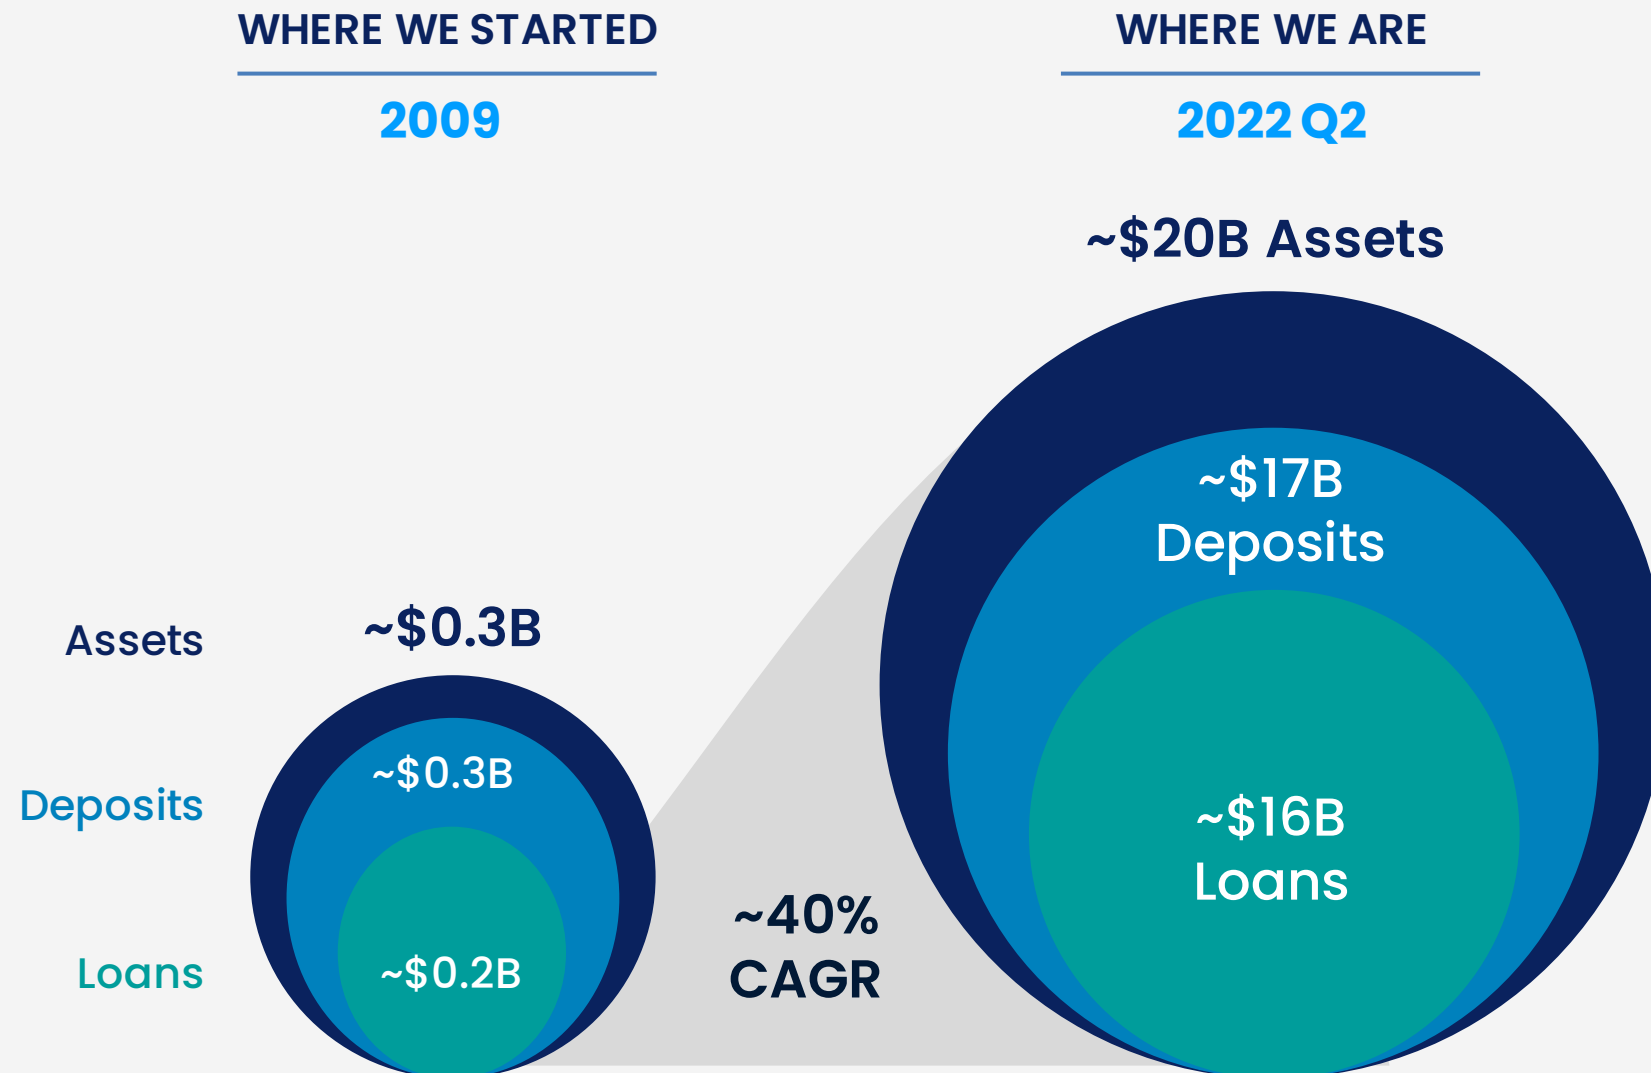 WHERE WE STARTED
2009
WHERE WE ARE
2022 Q2
~$20B Assets
~$17B
Deposits
~$16B
Loans
Assets
~$0.3B
Deposits
~$0.3B
Loans
~$0.2B
~40%
CAGR